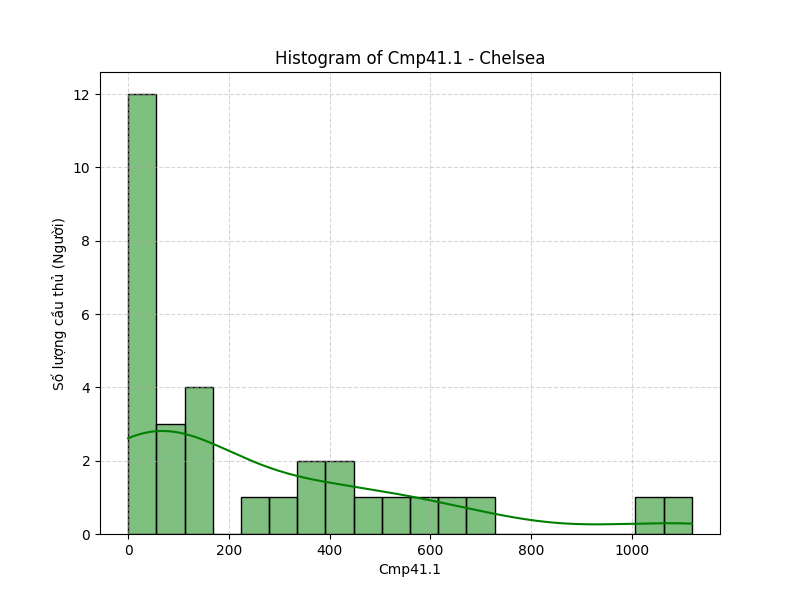 Histogram of Cmp41.1 - Chelsea
12
10
8
6
4
2
0
Số lượng cầu thủ (Người)
0 200 400 600 800 1000
Cmp41.1